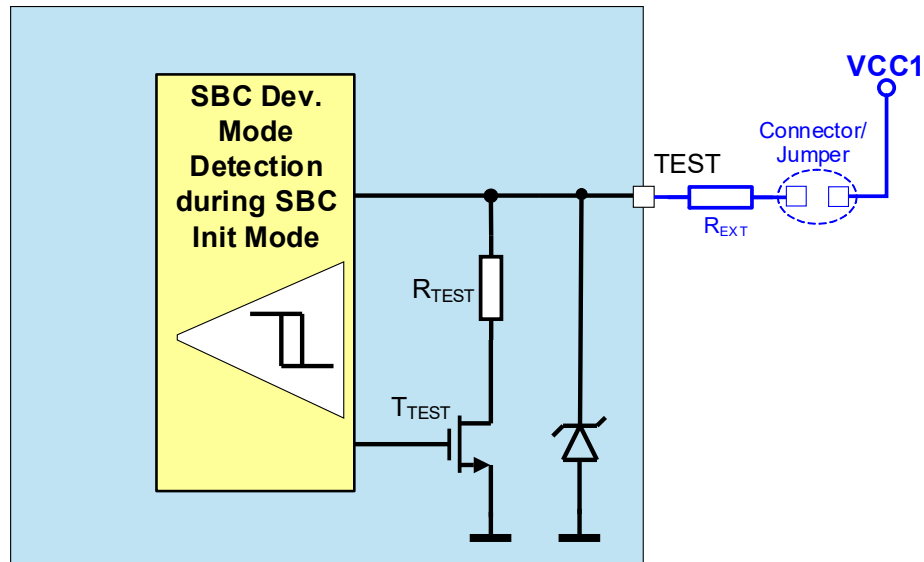 SBC Dev.
Mode
Detection
during SBC
Init Mode
TEST
VCC1
Connector/
Jumper
REXT
RTEST
TTEST